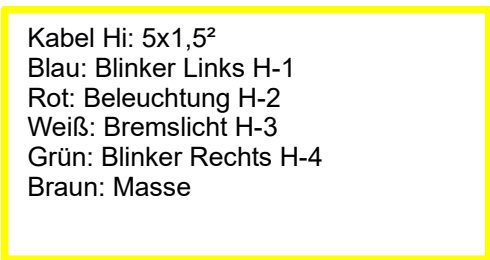 Kabel Hi: 5x1,5²
Blau: Blinker Links H-1
Rot: Beleuchtung H-2
Weiß: Bremslicht H-3
Grün: Blinker Rechts H-4
Braun: Masse